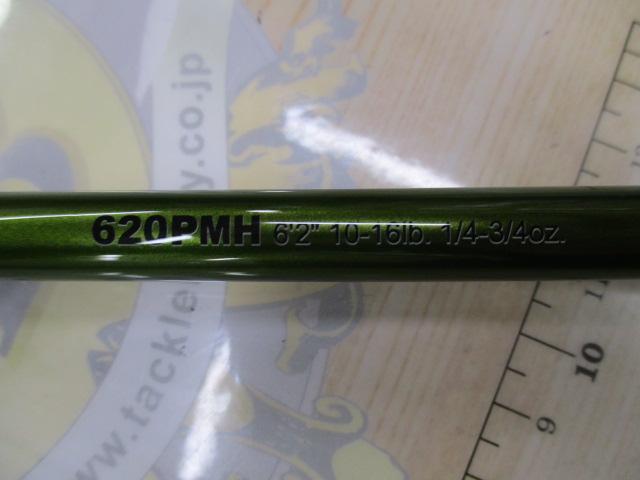 620PMH 6'2" 10-16lb. 1/4-3/4oz.
www.tackle
y.co.jp
9
10